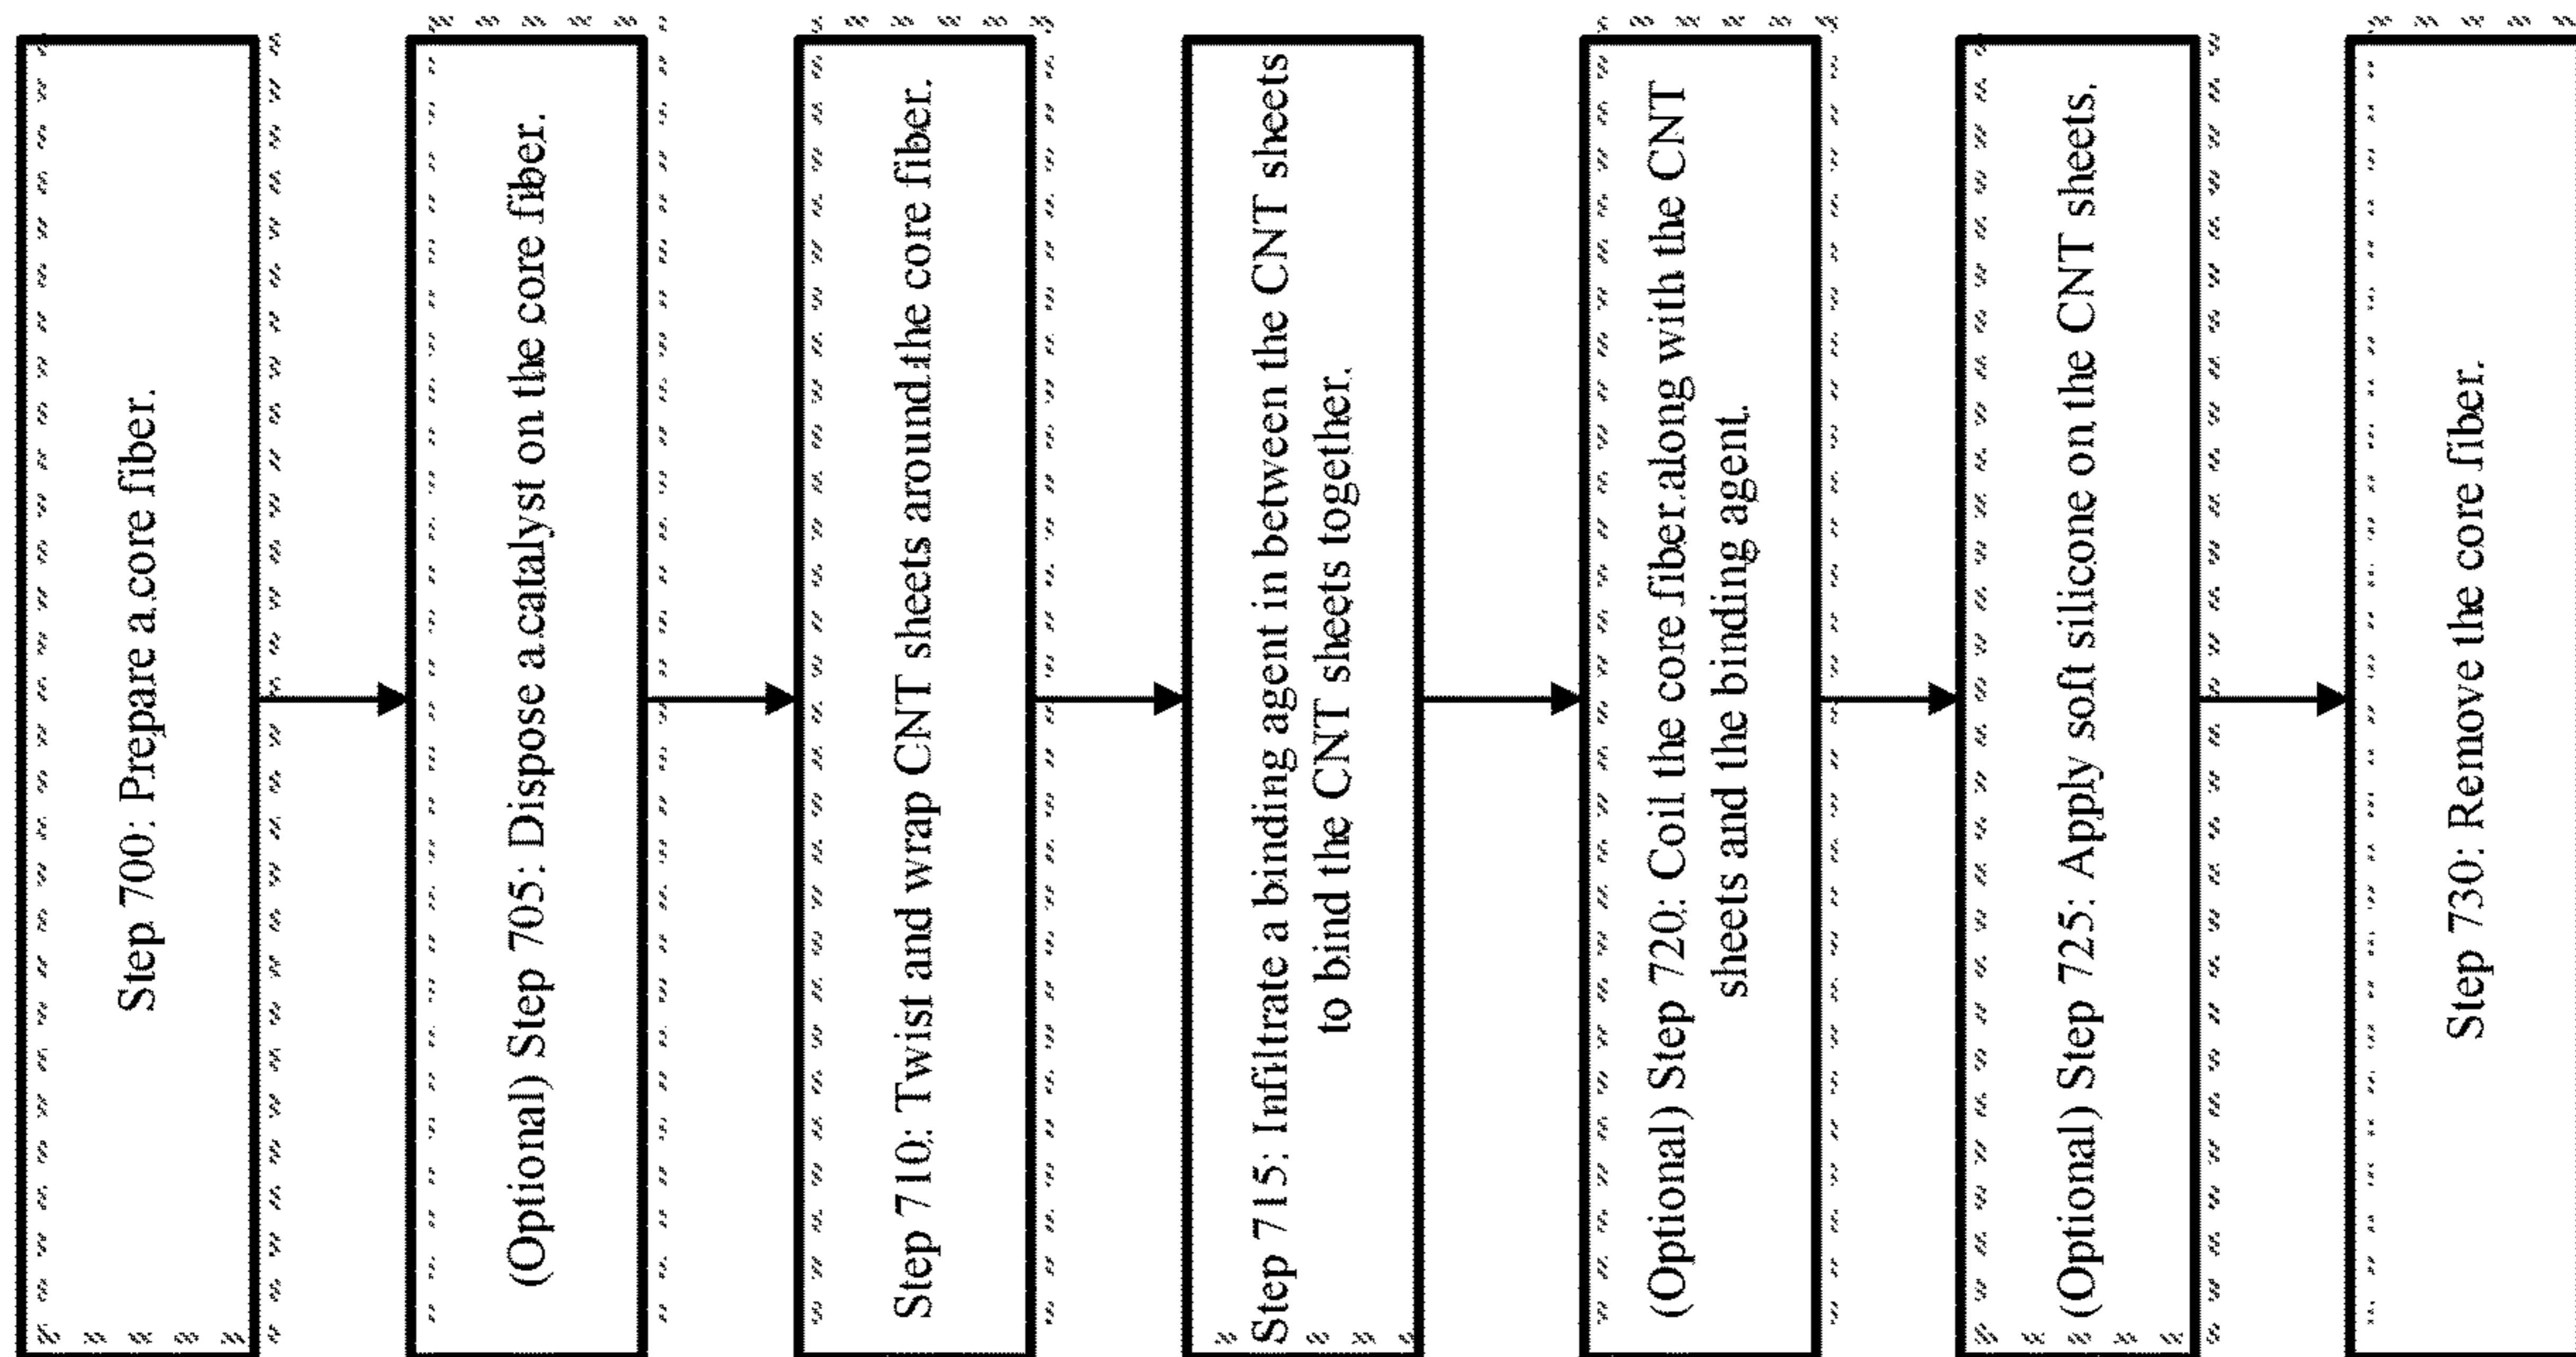 Step 700: Prepare a core fiber.
(Optional) Step 705: Dispose a catalyst on the core fiber.
Step 710: Twist and wrap CNT sheets around the core fiber.
Step 715: Infiltrate a binding agent in between the CNT sheets
to bind the CNT sheets together.
(Optional) Step 720: Coil the core fiber along with the CNT
sheets and the binding agent.
(Optional) Step 725: Apply soft silicone on the CNT sheets.
Step 730: Remove the core fiber.